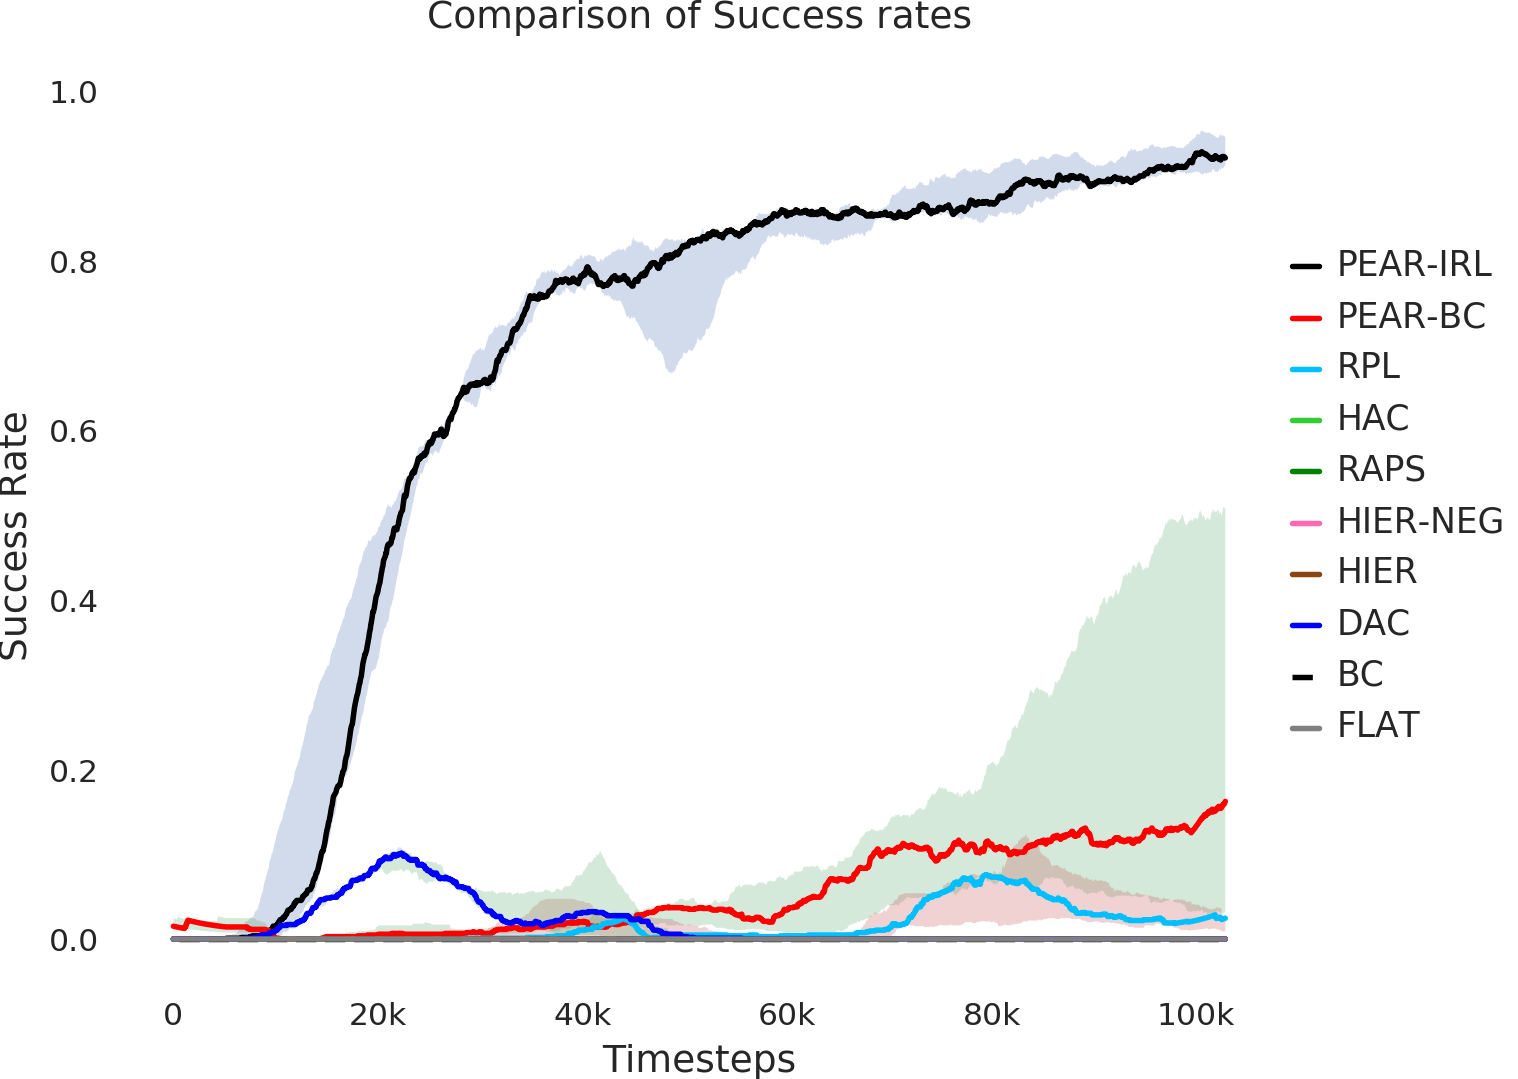 Comparison of Success rates
1.0
0.8
0.6
0.4
0.2
0.0
Success Rate
0
20k
40k
60k
80k
100k
Timesteps
PEAR-IRL
PEAR-BC
RPL
HAC
RAPS
HIER-NEG
HIER
DAC
BC
FLAT